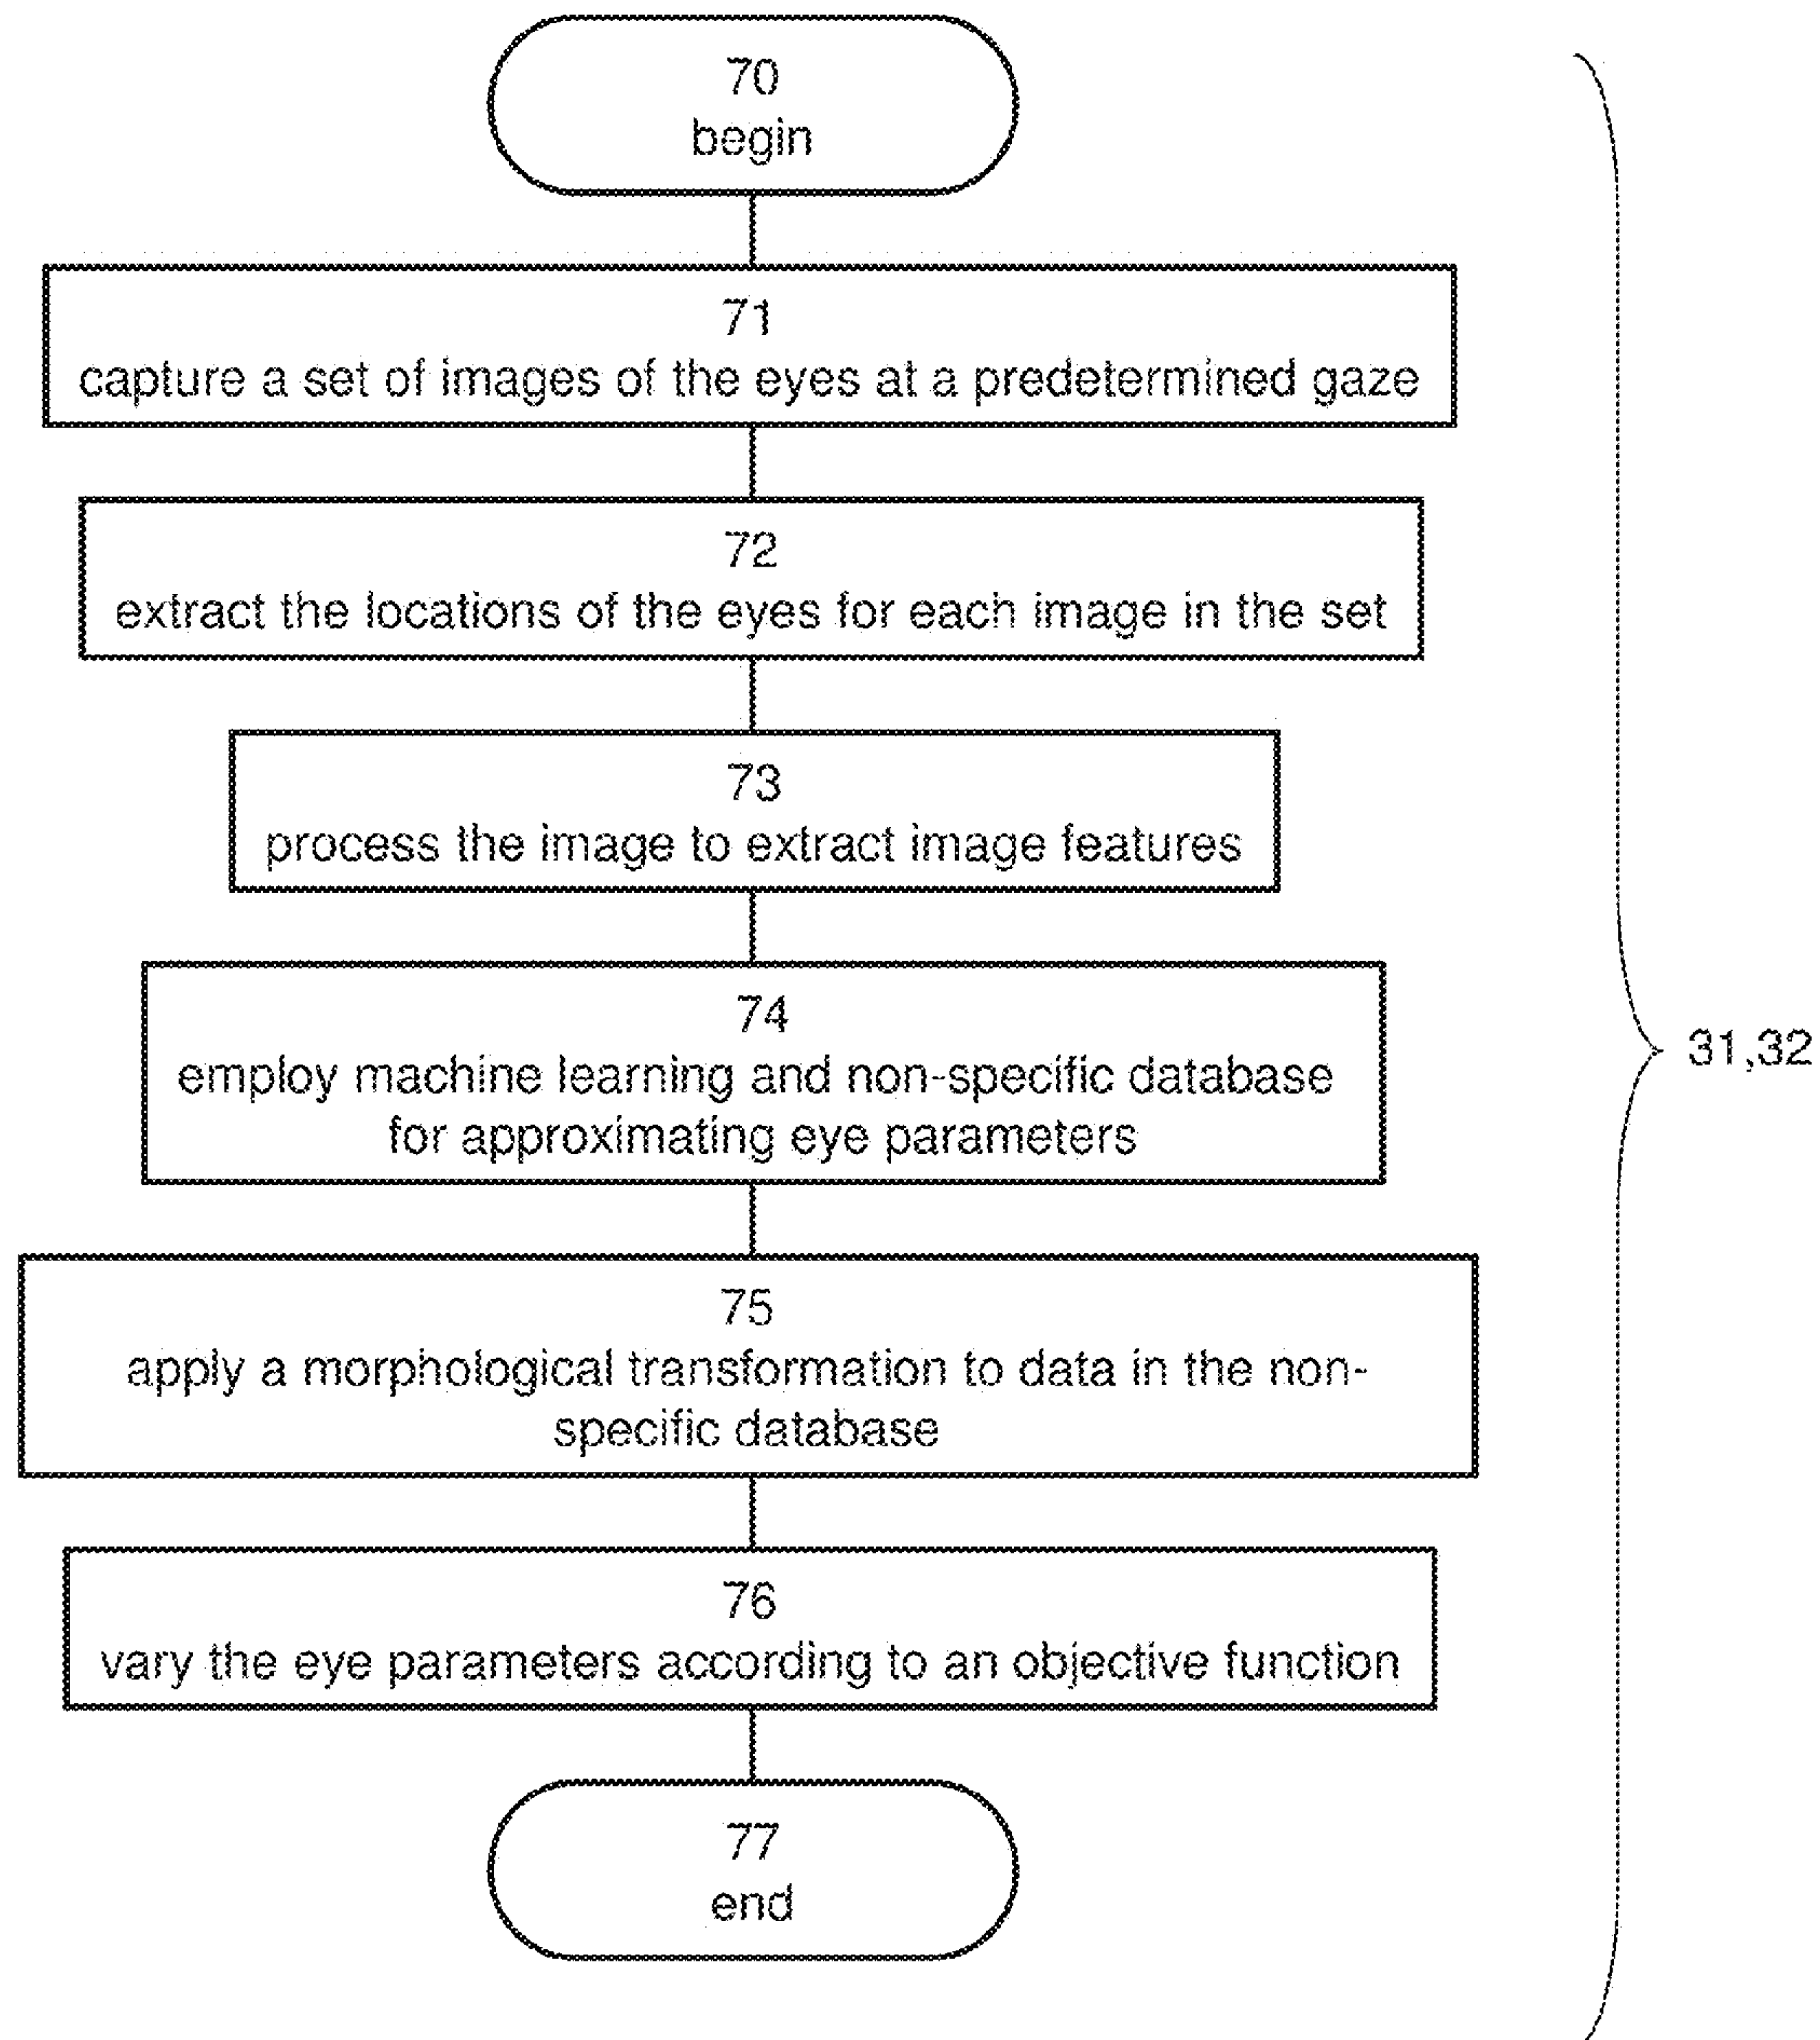 70
begin
71
capture a set of images of the eyes at a predetermined gaze
72
extract the locations of the eyes for each image in the set
73
process the image to extract image features
74
employ machine learning and non-specific database
for approximating eye parameters
31,32
75
apply a morphological transformation to data in the non-
specific database
76
vary the eye parameters according to an objective function
77
end